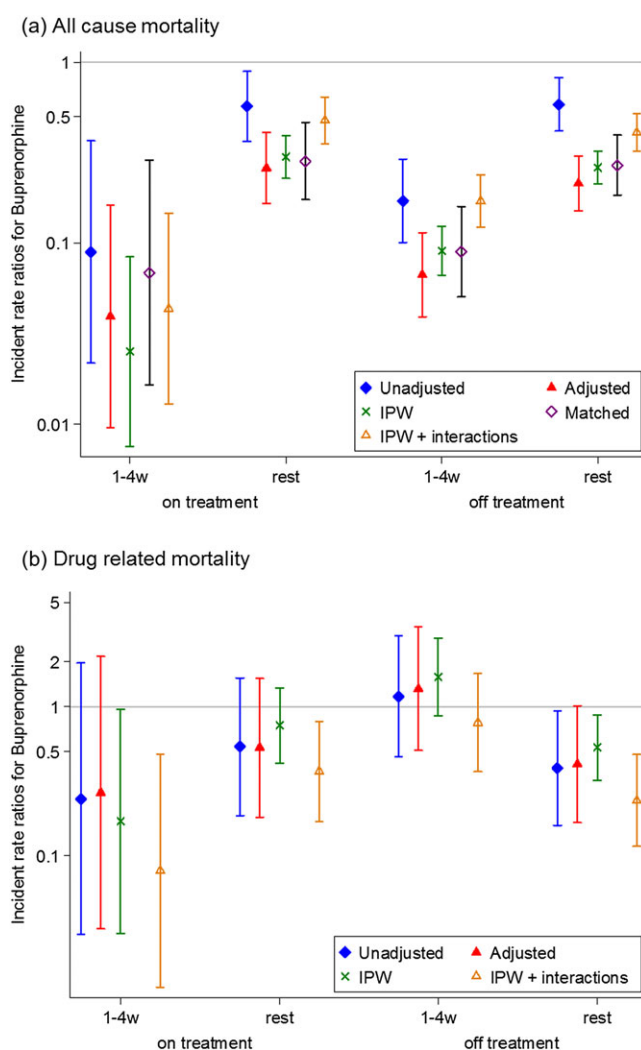 (a) All cause mortality
Incident rate ratios for Buprenorphine
1
0.5
0.1
0.01
Unadjusted
Adjusted
IPW
Matched
IPW + interactions
1-4w rest 1-4w rest
on treatment off treatment
(b) Drug related mortality
Incident rate ratios for Buprenorphine
5
2
1
0.5
0.1
Unadjusted
Adjusted
IPW
IPW + interactions
1-4w rest 1-4w rest
on treatment off treatment